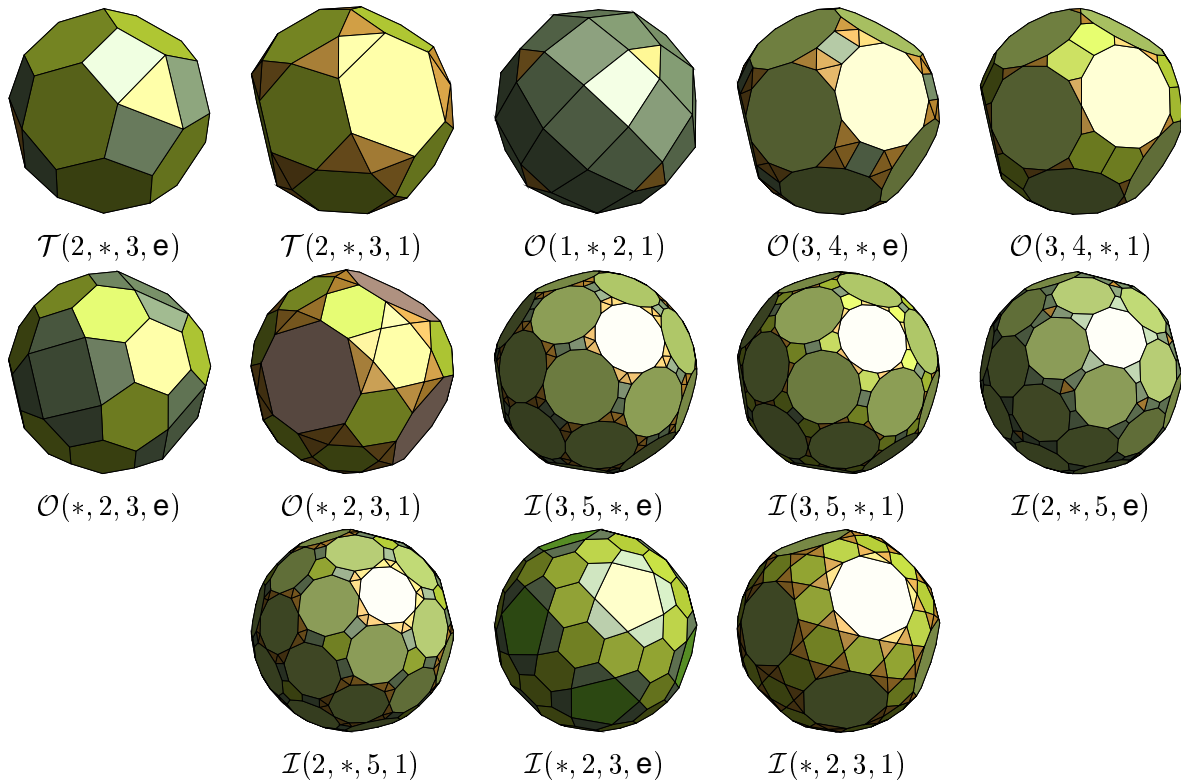 𝒯(2, ∗, 3, e) 𝒯(2, ∗, 3, 1) 𝒪(1, ∗, 2, 1) 𝒪(3, 4, ∗, e) 𝒪(3, 4, ∗, 1)
𝒪(∗, 2, 3, e) 𝒪(∗, 2, 3, 1) ℐ(3, 5, ∗, e) ℐ(3, 5, ∗, 1) ℐ(2, ∗, 5, e)
ℐ(2, ∗, 5, 1) ℐ(∗, 2, 3, e) ℐ(∗, 2, 3, 1)